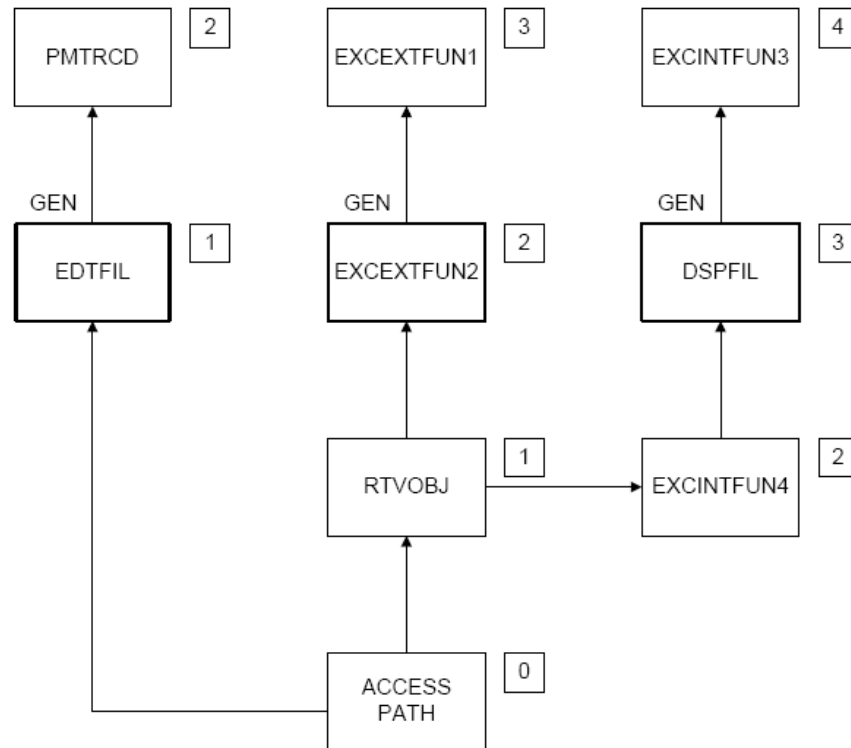 PMTRCD
2
EXCEXTFUN1
3
EXCINTFUN3
4
GEN
GEN
GEN
EDTFIL
1
EXCEXTFUN2
2
DSPFIL
3
RTVOBJ
1
EXCINTFUN4
2
ACCESS
PATH
0